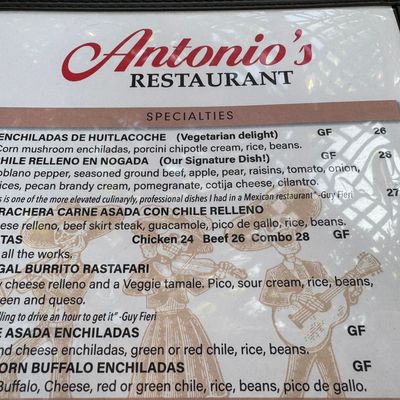 Antonio's
RESTAURANT
SPECIALTIES
ENCHILADAS DE HUITLACOCHE (Vegetarian delight) GF 26
Corn mushroom enchiladas, porcini chipotle cream, rice, beans.
CHILE RELLENO EN NOGADA (Our Signature Dish!) GF 28
oblano pepper, seasoned ground beef, apple, pear, raisins, tomato, onion,
ices, pecan brandy cream, pomegranate, cotija cheese, cilantro.
is is one of the more elevated culinarly, professional dishes I had in a Mexican restaurant" -Guy Fieri 27
RACHERA CARNE ASADA CON CHILE RELLENO
eese relleno, beef skirt steak, guacamole, pico de gallo, rice, beans.
TAS Chicken 24 Beef 26 Combo 28 GF
all the works.
GAL BURRITO RASTAFARI
y cheese relleno and a Veggie tamale. Pico, sour cream, rice, beans,
een and queso.
lling to drive an hour to get it" -Guy Fieri
E ASADA ENCHILADAS GF
nd cheese enchiladas, green or red chile, rice, beans.
ORN BUFFALO ENCHILADAS GF
Buffalo, Cheese, red or green chile, rice, beans, pico de gallo.